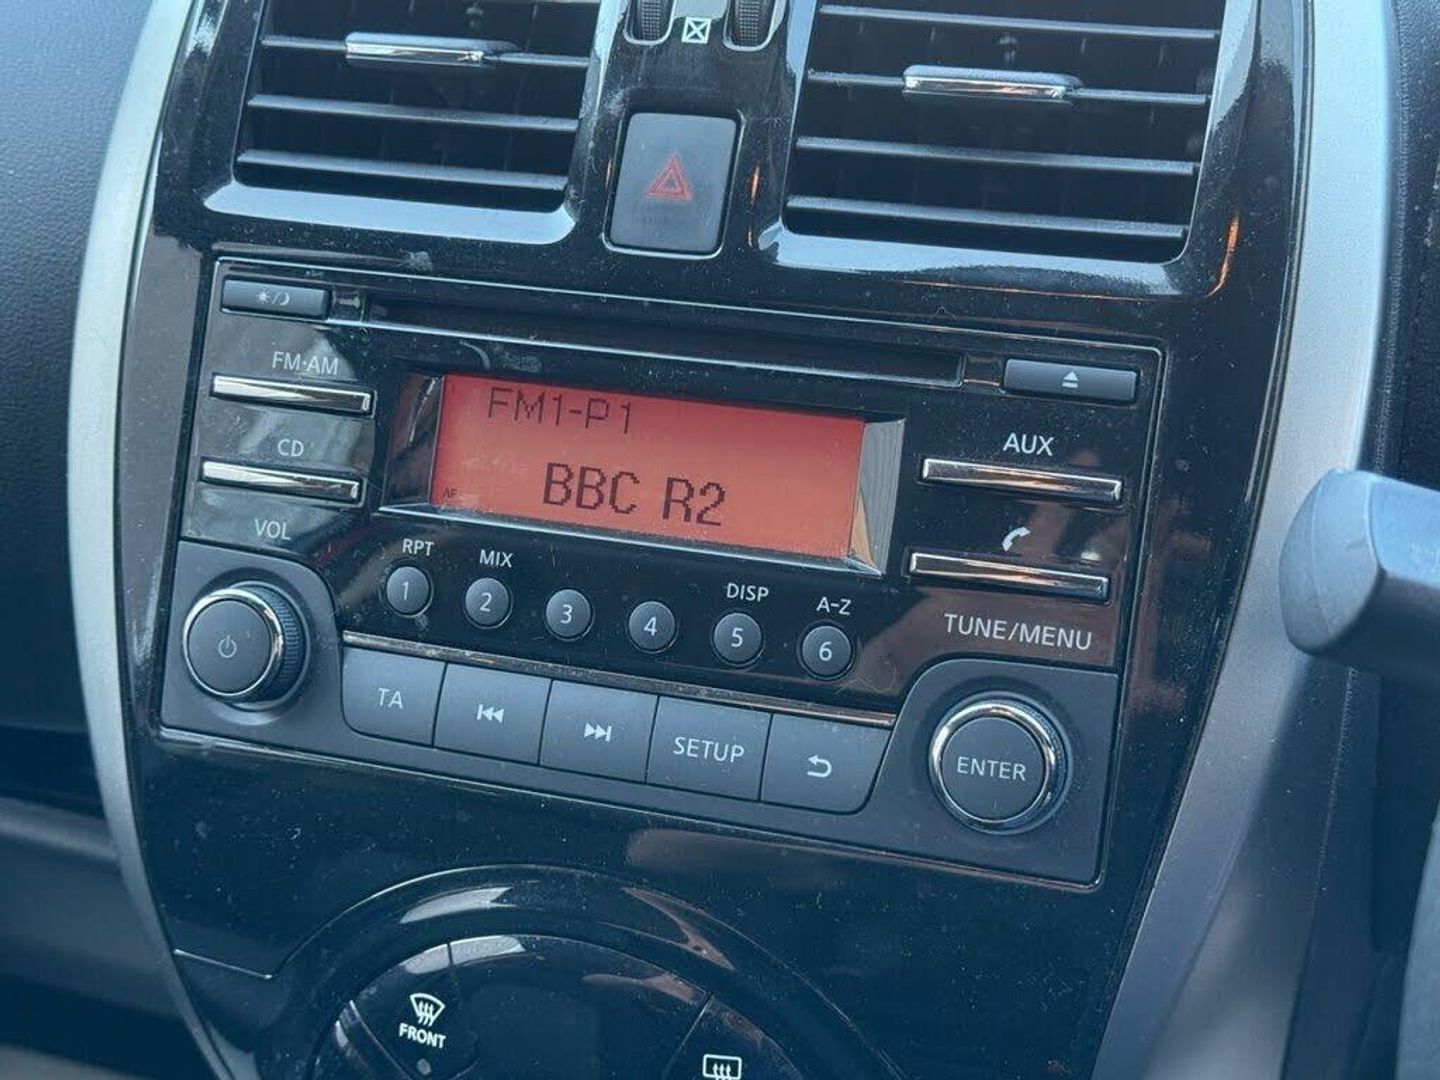 FM·AM
CD
VOL
FM1-P1
BBC R2
AF
AUX
RPT
MIX
DISP
A-Z
1
2
3
4
5
6
TUNE/MENU
TA
SETUP
ENTER
FRONT